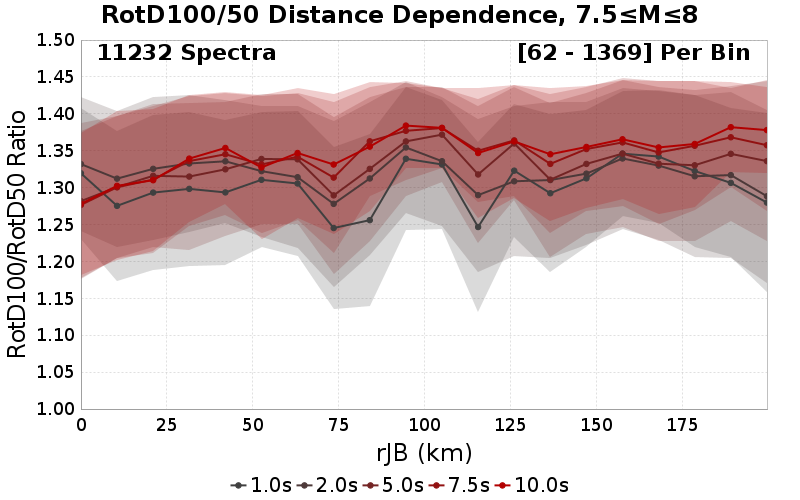 RotD100/50 Distance Dependence, 7.5≤M≤8
11232 Spectra
[62 - 1369] Per Bin
RotD100/RotD50 Ratio
1.50
1.45
1.40
1.35
1.30
1.25
1.20
1.15
1.10
1.05
1.00
0 25 50 75 100 125 150 175
rJB (km)
1.0s 2.0s 5.0s 7.5s 10.0s